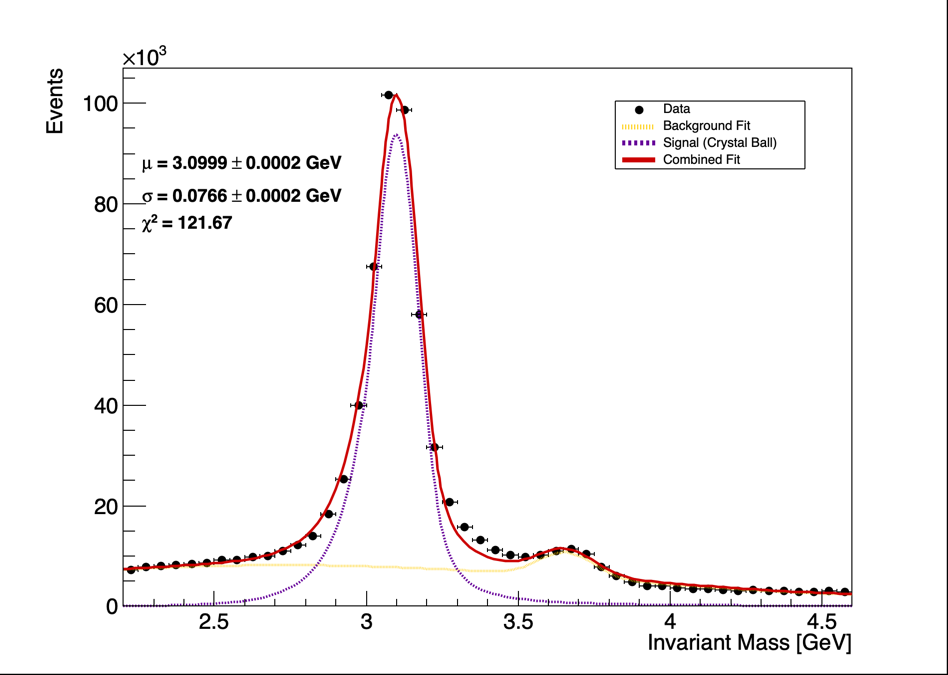 ×10³
Events
100
80
60
40
20
0
μ = 3.0999 ± 0.0002 GeV
σ = 0.0766 ± 0.0002 GeV
χ² = 121.67
Data
Background Fit
Signal (Crystal Ball)
Combined Fit
2.5
3
3.5
4
4.5
Invariant Mass [GeV]